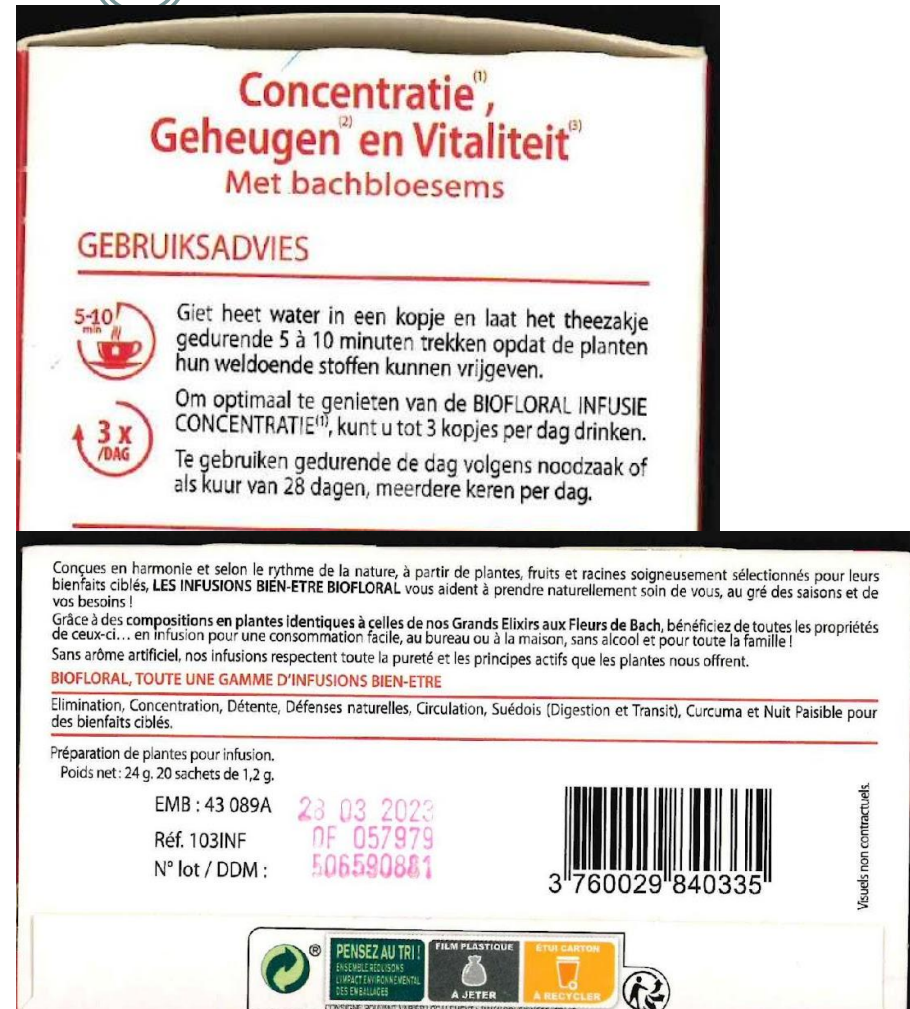 Concentratie(1),
Geheugen(2) en Vitaliteit(3)
Met bachbloesems
GEBRUIKSADVIES
5-10
min
Giet heet water in een kopje en laat het theezakje
gedurende 5 à 10 minuten trekken opdat de planten
hun weldoende stoffen kunnen vrijgeven.
3 x
/DAG
Om optimaal te genieten van de BIOFLORAL INFUSIE
CONCENTRATIE(1), kunt u tot 3 kopjes per dag drinken.
Te gebruiken gedurende de dag volgens noodzaak of
als kuur van 28 dagen, meerdere keren per dag.
Conçues en harmonie et selon le rythme de la nature, à partir de plantes, fruits et racines soigneusement sélectionnés pour leurs
bienfaits ciblés, LES INFUSIONS BIEN-ETRE BIOFLORAL vous aident à prendre naturellement soin de vous, au gré des saisons et de
vos besoins !
Grâce à des compositions en plantes identiques à celles de nos Grands Elixirs aux Fleurs de Bach, bénéficiez de toutes les propriétés
de ceux-ci... en infusion pour une consommation facile, au bureau ou à la maison, sans alcool et pour toute la famille !
Sans arôme artificiel, nos infusions respectent toute la pureté et les principes actifs que les plantes nous offrent.
BIOFLORAL, TOUTE UNE GAMME D'INFUSIONS BIEN-ETRE
Elimination, Concentration, Détente, Défenses naturelles, Circulation, Suédois (Digestion et Transit), Curcuma et Nuit Paisible pour
des bienfaits ciblés.
Préparation de plantes pour infusion.
Poids net : 24 g. 20 sachets de 1,2 g.
EMB : 43 089A
Réf. 103INF
N° lot / DDM :
28 03 2023
OF 057979
506590881
3 760029 840335
Visuels non contractuels.
®
PENSEZ AU TRI !
ENSEMBLE RÉDUISONS
L'IMPACT ENVIRONNEMENTAL
DES EMBALLAGES
FILM PLASTIQUE
A JETER
ÉTUI CARTON
A RECYCLER